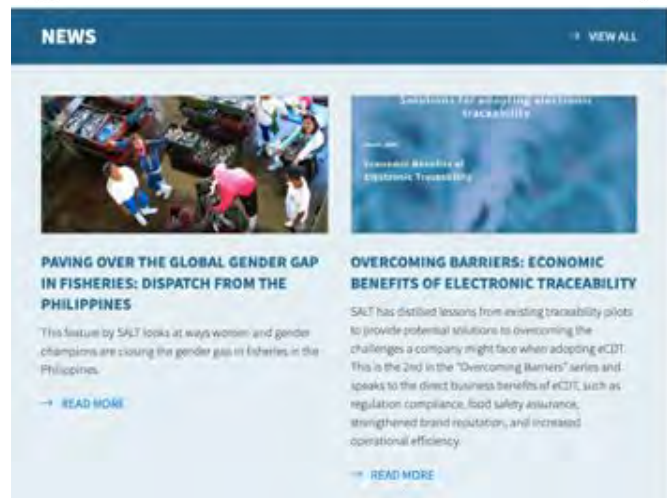 NEWS
→ VIEW ALL
Solutions for adopting electronic
traceability
Economic Benefits of
Electronic Traceability
PAVING OVER THE GLOBAL GENDER GAP
IN FISHERIES: DISPATCH FROM THE
PHILIPPINES
This feature by SALT looks at ways women and gender
champions are closing the gender gap in fisheries in the
Philippines.
→ READ MORE
OVERCOMING BARRIERS: ECONOMIC
BENEFITS OF ELECTRONIC TRACEABILITY
SALT has distilled lessons from existing traceability pilots
to provide potential solutions to overcoming the
challenges a company might face when adopting eCDT.
This is the 2nd in the "Overcoming Barriers" series and
speaks to the direct business benefits of eCDT, such as
regulation compliance, food safety assurance,
strengthened brand reputation, and increased
operational efficiency.
→ READ MORE